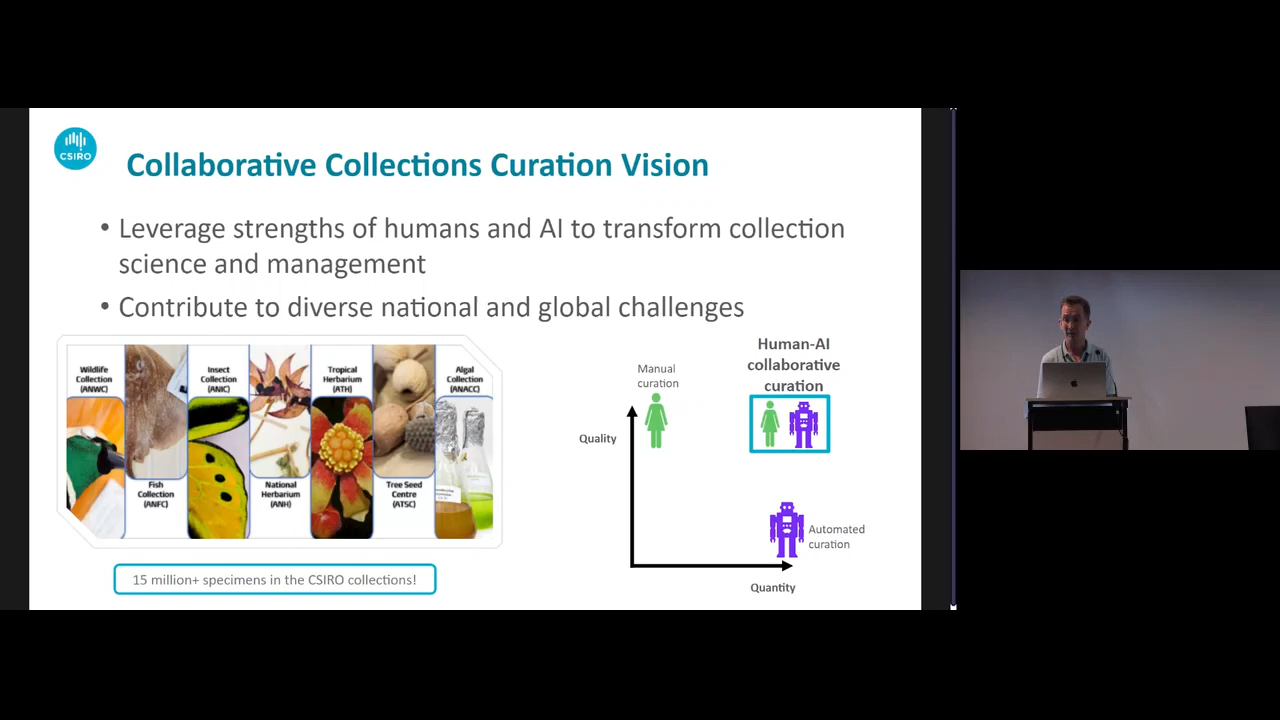 CSIRO
Collaborative Collections Curation Vision
• Leverage strengths of humans and AI to transform collection
science and management
• Contribute to diverse national and global challenges
Wildlife
Collection
(ANWC)
Fish
Collection
(ANFC)
Insect
Collection
(ANIC)
National
Herbarium
(ANH)
Tropical
Herbarium
(ATH)
Tree Seed
Centre
(ATSC)
Algal
Collection
(ANACC)
15 million+ specimens in the CSIRO collections!
Manual
curation
Human-AI
collaborative
curation
Quality
Automated
curation
Quantity